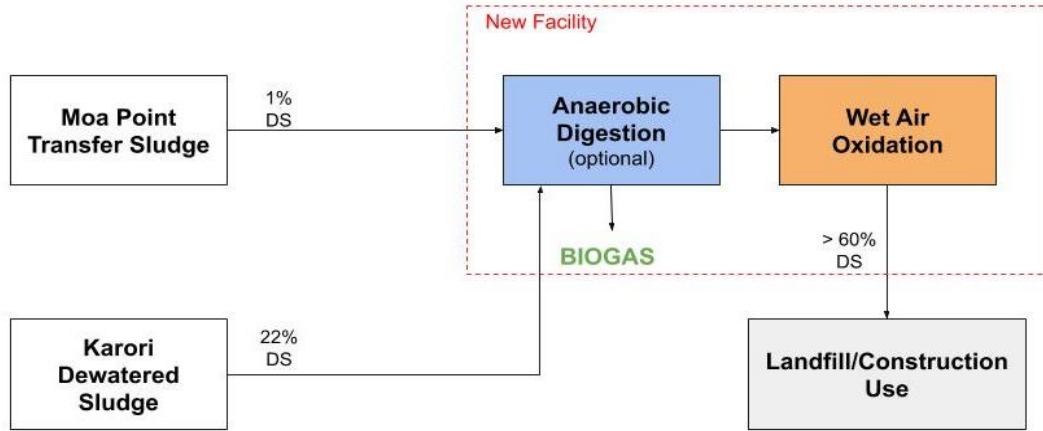 New Facility
Moa Point
Transfer Sludge
1%
DS
Anaerobic
Digestion
(optional)
Wet Air
Oxidation
BIOGAS
> 60%
DS
Karori
Dewatered
Sludge
22%
DS
Landfill/Construction
Use